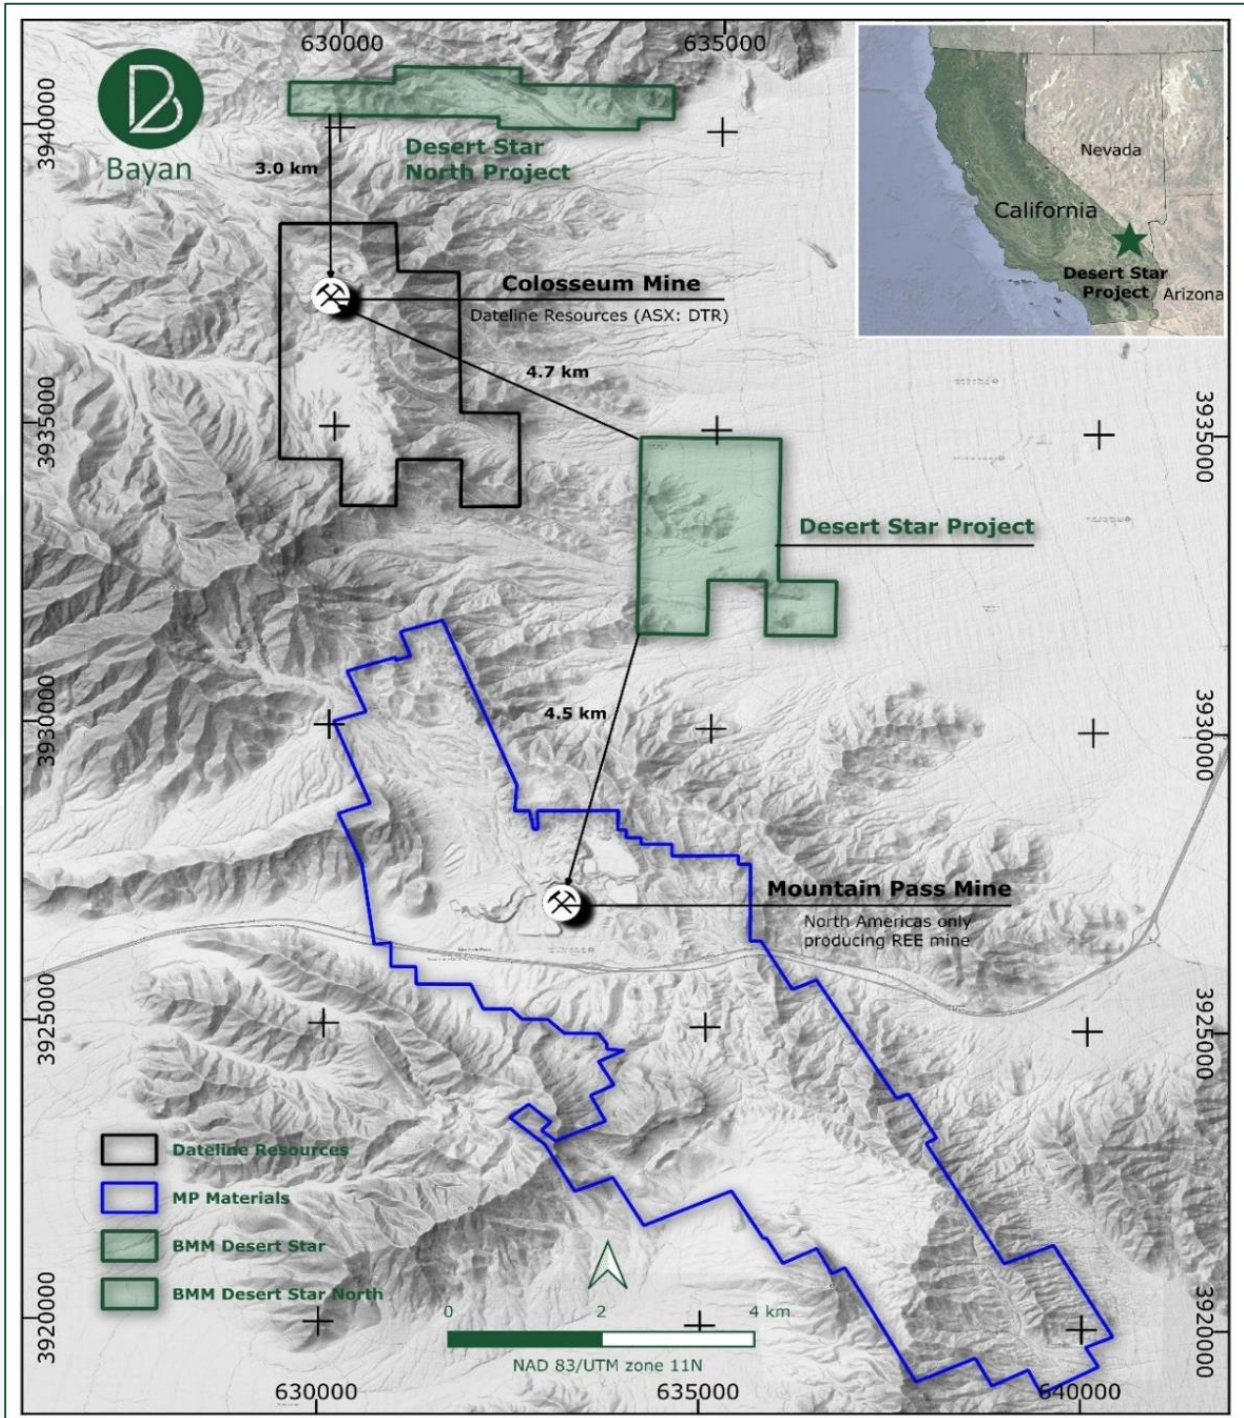 630000
635000
3940000
Bayan
Desert Star
North Project
3.0 km
Nevada
California
Desert Star
Project
Arizona
Colosseum Mine
Dateline Resources (ASX: DTR)
4.7 km
3935000
3935000
Desert Star Project
4.5 km
3930000
3930000
Mountain Pass Mine
North Americas only
producing REE mine
3925000
3925000
Dateline Resources
MP Materials
BMM Desert Star
BMM Desert Star North
0 2 4 km
NAD 83/UTM zone 11N
3920000
3920000
630000
635000
640000